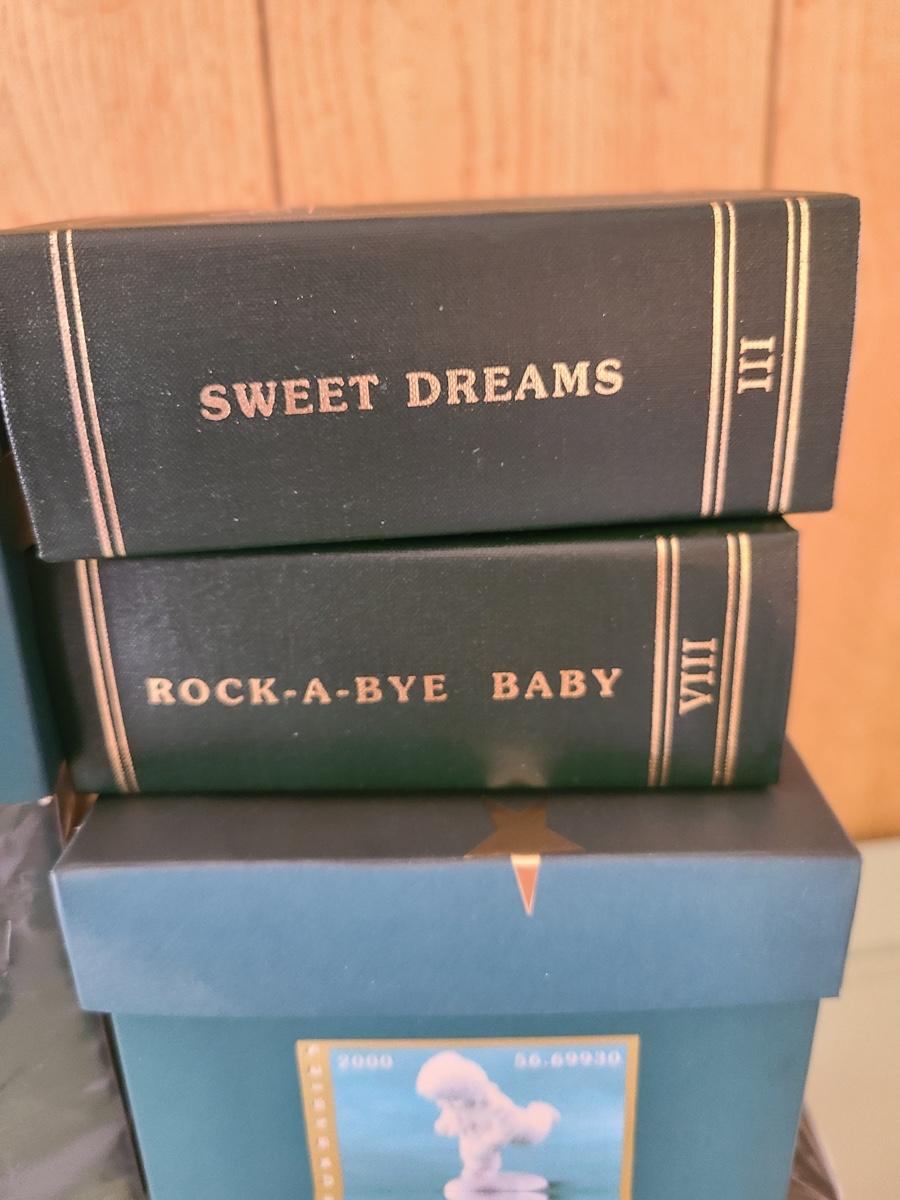 SWEET DREAMS
III
ROCK-A-BYE BABY
VIII
2000 56.69930